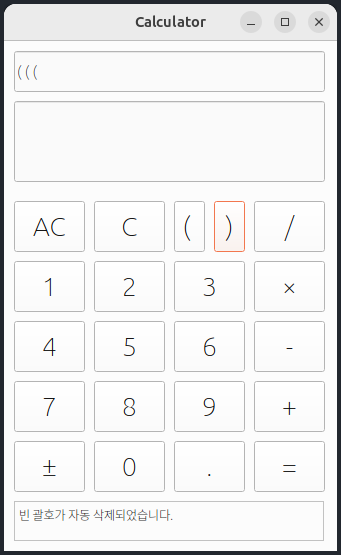 Calculator
( ( (
AC C ( ) /
1 2 3 ×
4 5 6 -
7 8 9 +
± 0 . =
빈 괄호가 자동 삭제되었습니다.